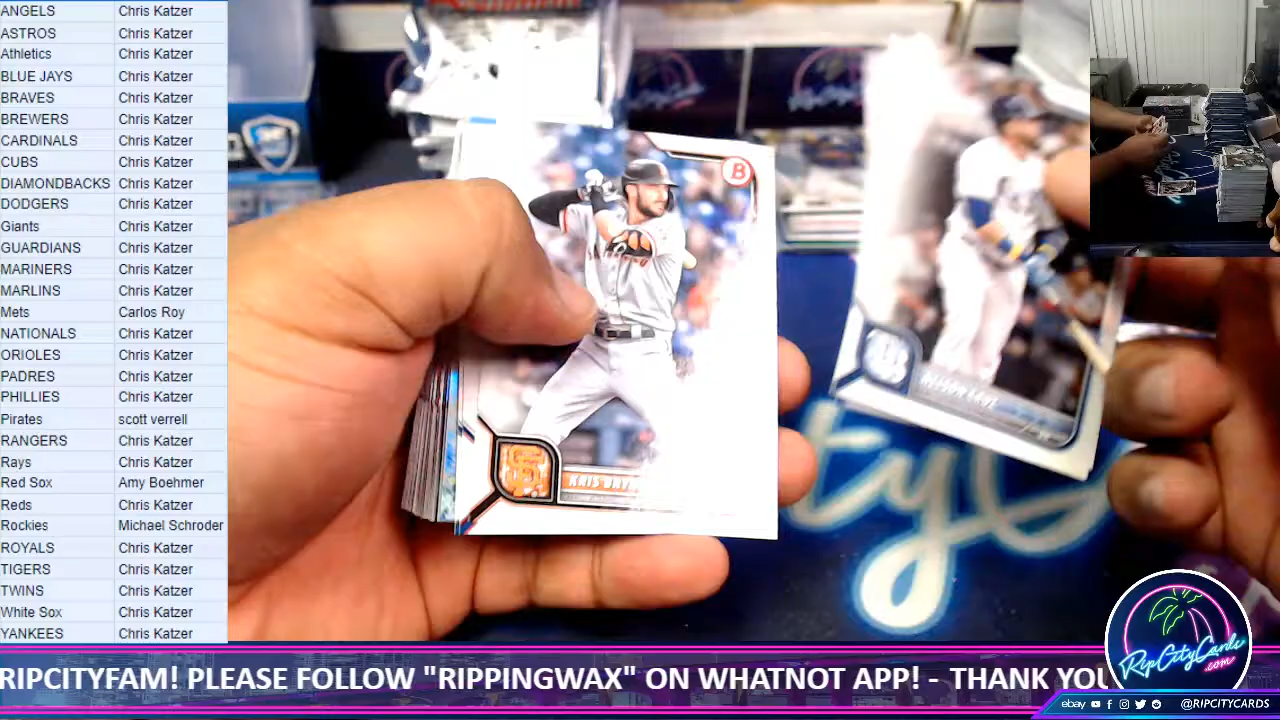 ANGELS Chris Katzer
ASTROS Chris Katzer
Athletics Chris Katzer
BLUE JAYS Chris Katzer
BRAVES Chris Katzer
BREWERS Chris Katzer
CARDINALS Chris Katzer
CUBS Chris Katzer
DIAMONDBACKS Chris Katzer
DODGERS Chris Katzer
Giants Chris Katzer
GUARDIANS Chris Katzer
MARINERS Chris Katzer
MARLINS Chris Katzer
Mets Carlos Roy
NATIONALS Chris Katzer
ORIOLES Chris Katzer
PADRES Chris Katzer
PHILLIES Chris Katzer
Pirates scott verrell
RANGERS Chris Katzer
Rays Chris Katzer
Red Sox Amy Boehmer
Reds Chris Katzer
Rockies Michael Schroder
ROYALS Chris Katzer
TIGERS Chris Katzer
TWINS Chris Katzer
White Sox Chris Katzer
YANKEES Chris Katzer
B
KRIS
ty
RIPCITYFAM! PLEASE FOLLOW "RIPP!NGWAX" ON WHATNOT APP! - THANK YOU
RipCityCards
.com
ebay @RIPCITYCARDS